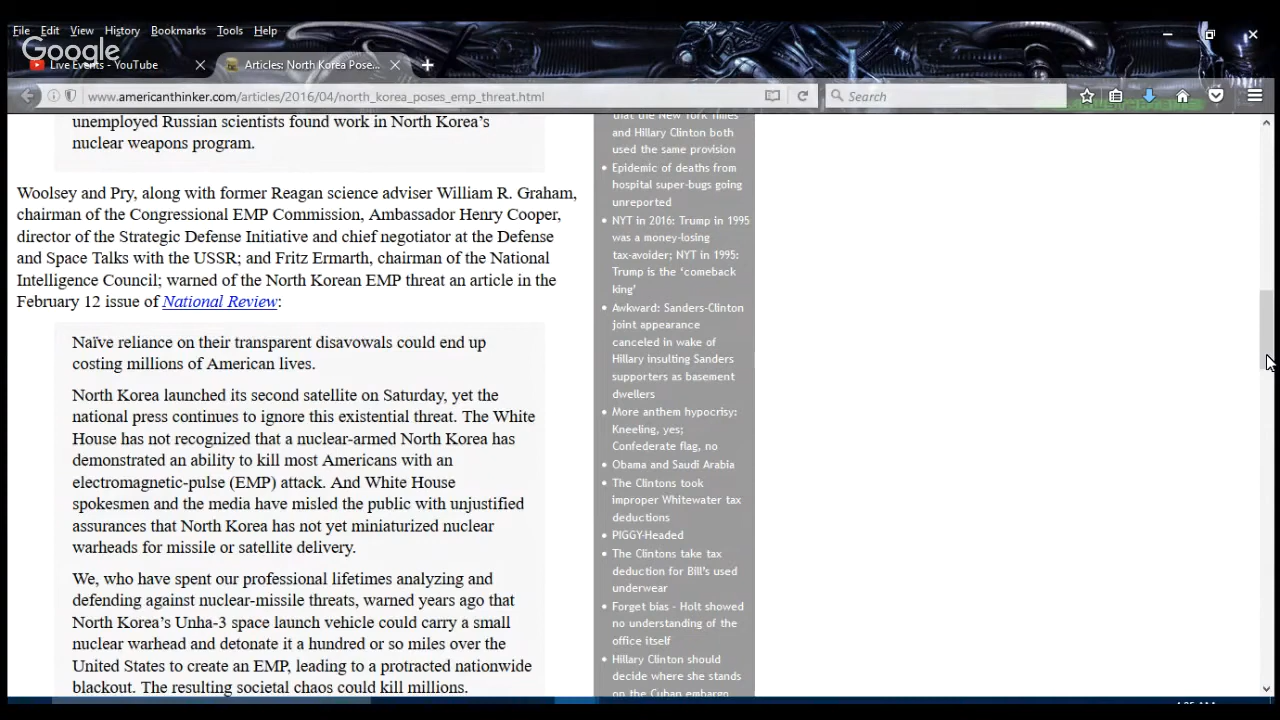 File Edit View History Bookmarks Tools Help
Google
Live Events - YouTube
Articles: North Korea Pose...
www.americanthinker.com/articles/2016/04/north_korea_poses_emp_threat.html
Search
unemployed Russian scientists found work in North Korea's
nuclear weapons program.
Woolsey and Pry, along with former Reagan science adviser William R. Graham,
chairman of the Congressional EMP Commission, Ambassador Henry Cooper,
director of the Strategic Defense Initiative and chief negotiator at the Defense
and Space Talks with the USSR; and Fritz Ermarth, chairman of the National
Intelligence Council; warned of the North Korean EMP threat an article in the
February 12 issue of National Review:
Naïve reliance on their transparent disavowals could end up
costing millions of American lives.
North Korea launched its second satellite on Saturday, yet the
national press continues to ignore this existential threat. The White
House has not recognized that a nuclear-armed North Korea has
demonstrated an ability to kill most Americans with an
electromagnetic-pulse (EMP) attack. And White House
spokesmen and the media have misled the public with unjustified
assurances that North Korea has not yet miniaturized nuclear
warheads for missile or satellite delivery.
We, who have spent our professional lifetimes analyzing and
defending against nuclear-missile threats, warned years ago that
North Korea's Unha-3 space launch vehicle could carry a small
nuclear warhead and detonate it a hundred or so miles over the
United States to create an EMP, leading to a protracted nationwide
blackout. The resulting societal chaos could kill millions.
that the New York Times
and Hillary Clinton both
used the same provision
• Epidemic of deaths from
hospital super-bugs going
unreported
• NYT in 2016: Trump in 1995
was a money-losing
tax-avoider; NYT in 1995:
Trump is the 'comeback
king'
• Awkward: Sanders-Clinton
joint appearance
canceled in wake of
Hillary insulting Sanders
supporters as basement
dwellers
• More anthem hypocrisy:
Kneeling, yes;
Confederate flag, no
• Obama and Saudi Arabia
• The Clintons took
improper Whitewater tax
deductions
• PIGGY-Headed
• The Clintons take tax
deduction for Bill's used
underwear
• Forget bias - Holt showed
no understanding of the
office itself
• Hillary Clinton should
decide where she stands
on the Cuban embargo